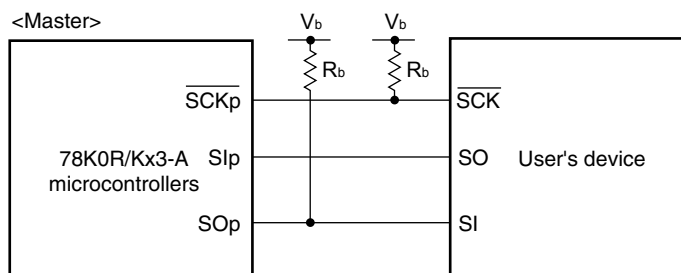 <Master>
Vb Vb
Rb Rb
SCKp SCK
78K0R/Kx3-A
microcontrollers
SIp SO
User's device
SOp SI